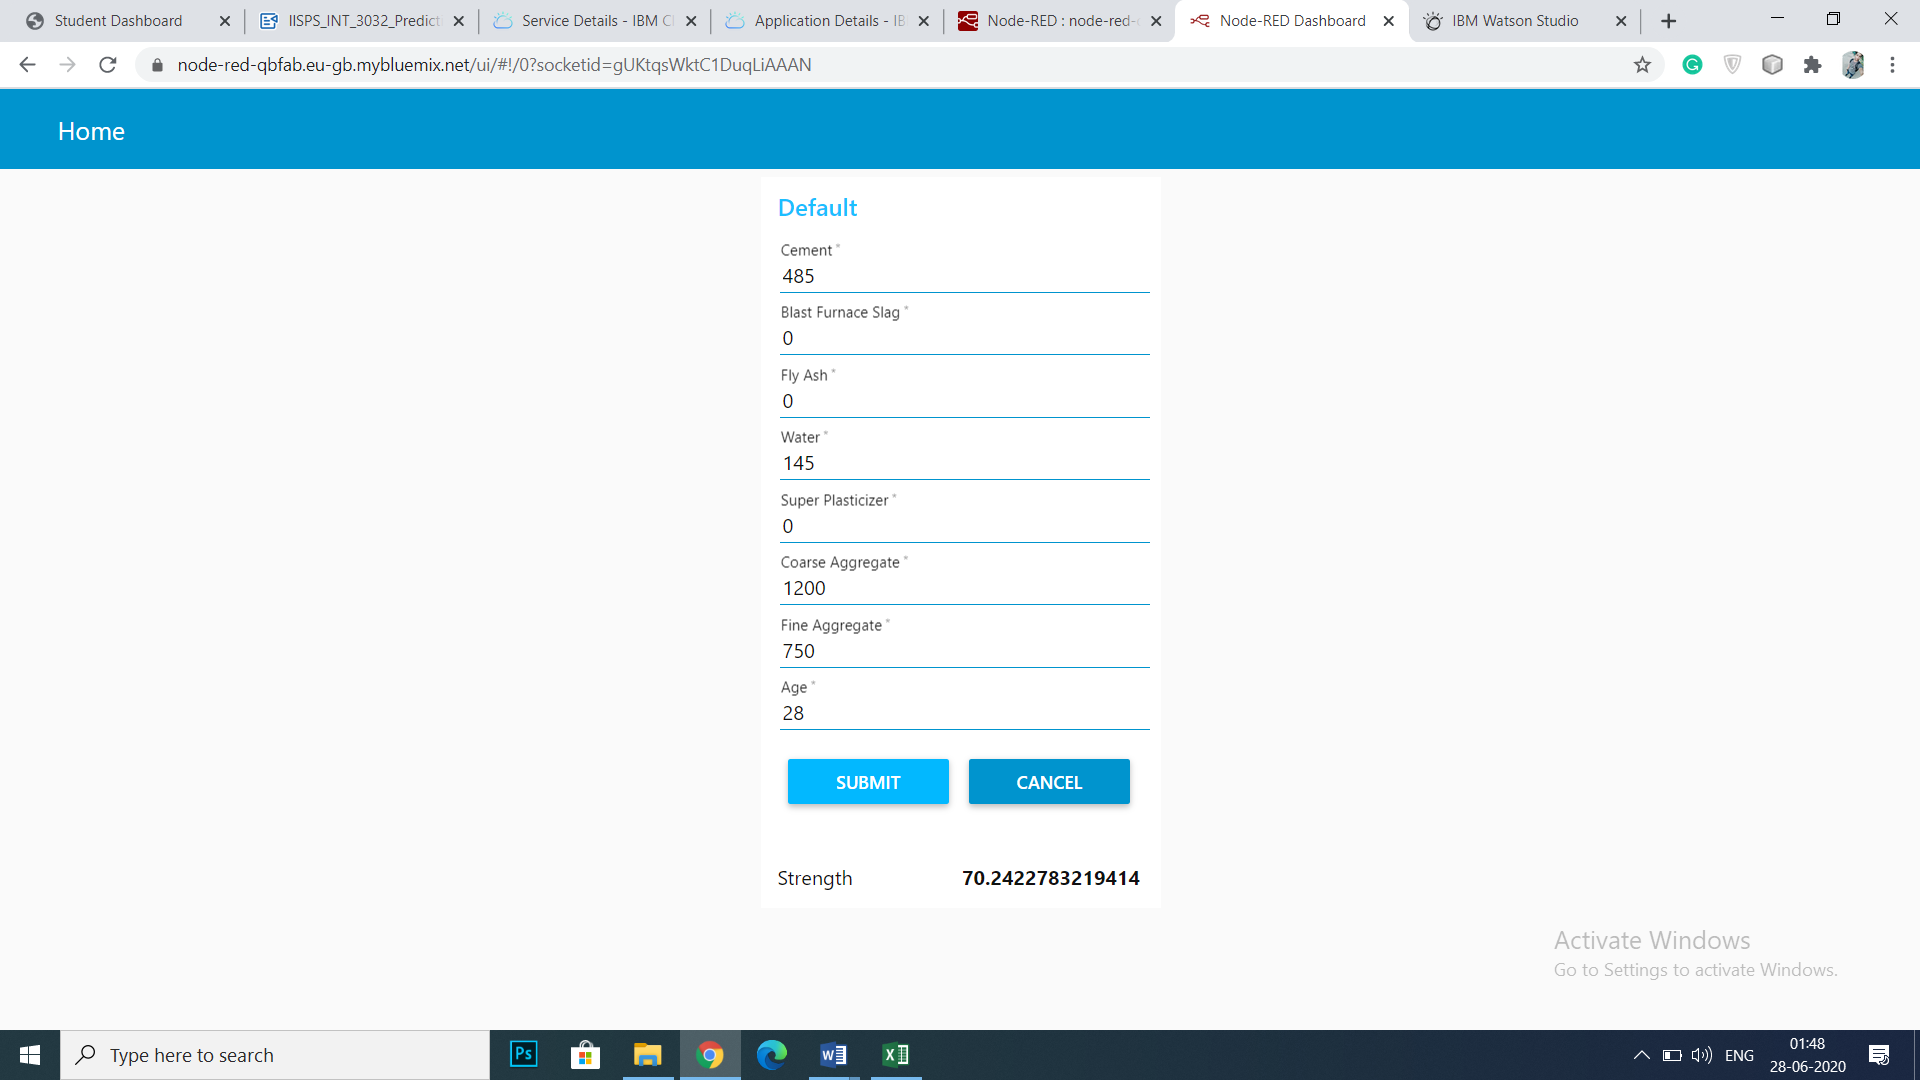 Student Dashboard
IISPS_INT_3032_Predict
Service Details - IBM Cl
Application Details - IB
Node-RED : node-red-
Node-RED Dashboard
IBM Watson Studio
node-red-qbfab.eu-gb.mybluemix.net/ui/#!/0?socketid=gUKtqsWktC1DuqLiAAAN
Home
Default
Cement *
485
Blast Furnace Slag *
0
Fly Ash *
0
Water *
145
Super Plasticizer *
0
Coarse Aggregate *
1200
Fine Aggregate *
750
Age *
28
SUBMIT CANCEL
Strength 70.2422783219414
Activate Windows
Go to Settings to activate Windows.
Type here to search
Ps
ENG
01:48
28-06-2020